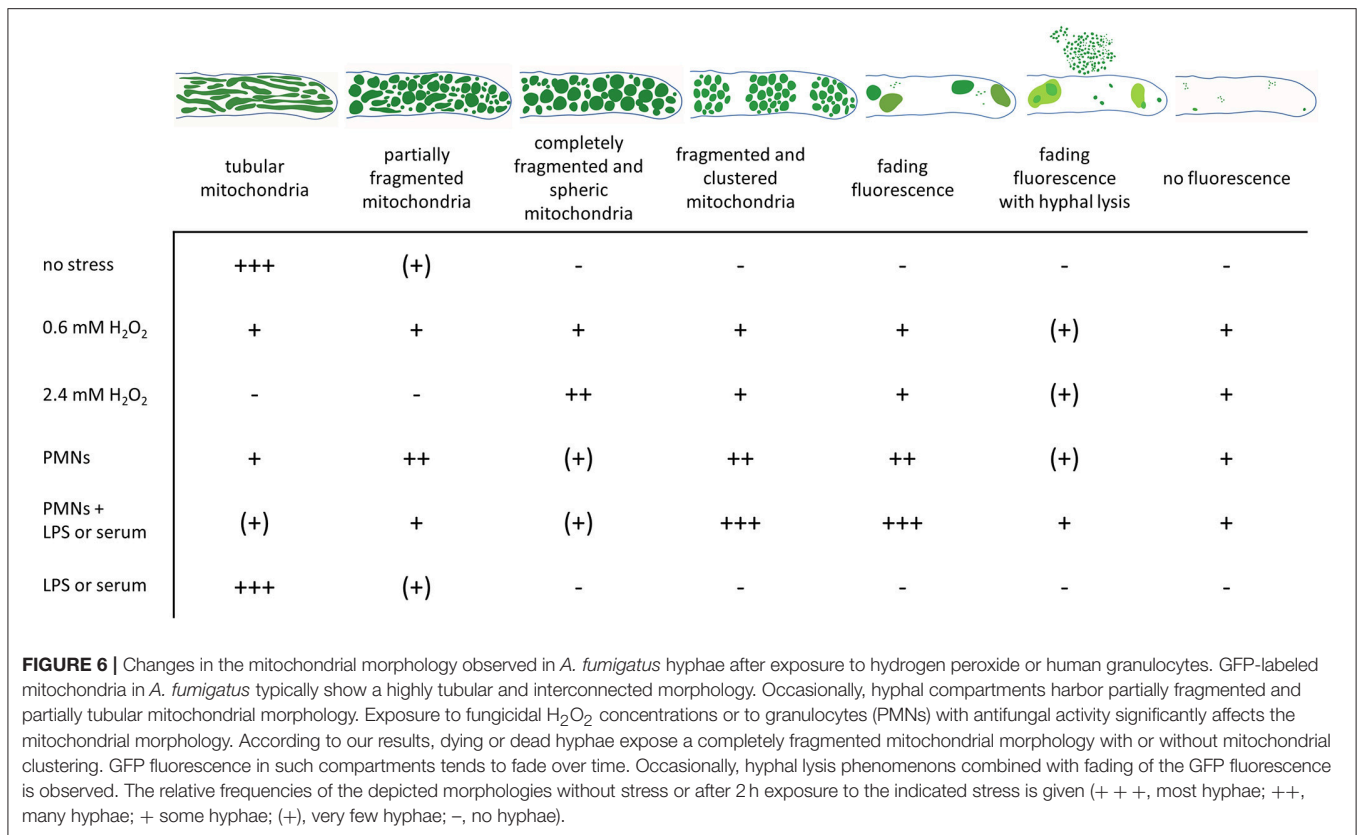 tubular
mitochondria
partially
fragmented
mitochondria
completely
fragmented and
spheric
mitochondria
fragmented and
clustered
mitochondria
fading
fluorescence
fading
fluorescence
with hyphal lysis
no fluorescence
no stress +++ (+) - - - - -
0.6 mM H₂O₂ + + + + + (+) +
2.4 mM H₂O₂ - - ++ + + (+) +
PMNs + ++ (+) ++ ++ (+) +
PMNs +
LPS or serum (+) + (+) +++ +++ + +
LPS or serum +++ (+) - - - - -
FIGURE 6 | Changes in the mitochondrial morphology observed in A. fumigatus hyphae after exposure to hydrogen peroxide or human granulocytes. GFP-labeled
mitochondria in A. fumigatus typically show a highly tubular and interconnected morphology. Occasionally, hyphal compartments harbor partially fragmented and
partially tubular mitochondrial morphology. Exposure to fungicidal H₂O₂ concentrations or to granulocytes (PMNs) with antifungal activity significantly affects the
mitochondrial morphology. According to our results, dying or dead hyphae expose a completely fragmented mitochondrial morphology with or without mitochondrial
clustering. GFP fluorescence in such compartments tends to fade over time. Occasionally, hyphal lysis phenomenons combined with fading of the GFP fluorescence
is observed. The relative frequencies of the depicted morphologies without stress or after 2 h exposure to the indicated stress is given (+ + +, most hyphae; ++,
many hyphae; + some hyphae; (+), very few hyphae; –, no hyphae).